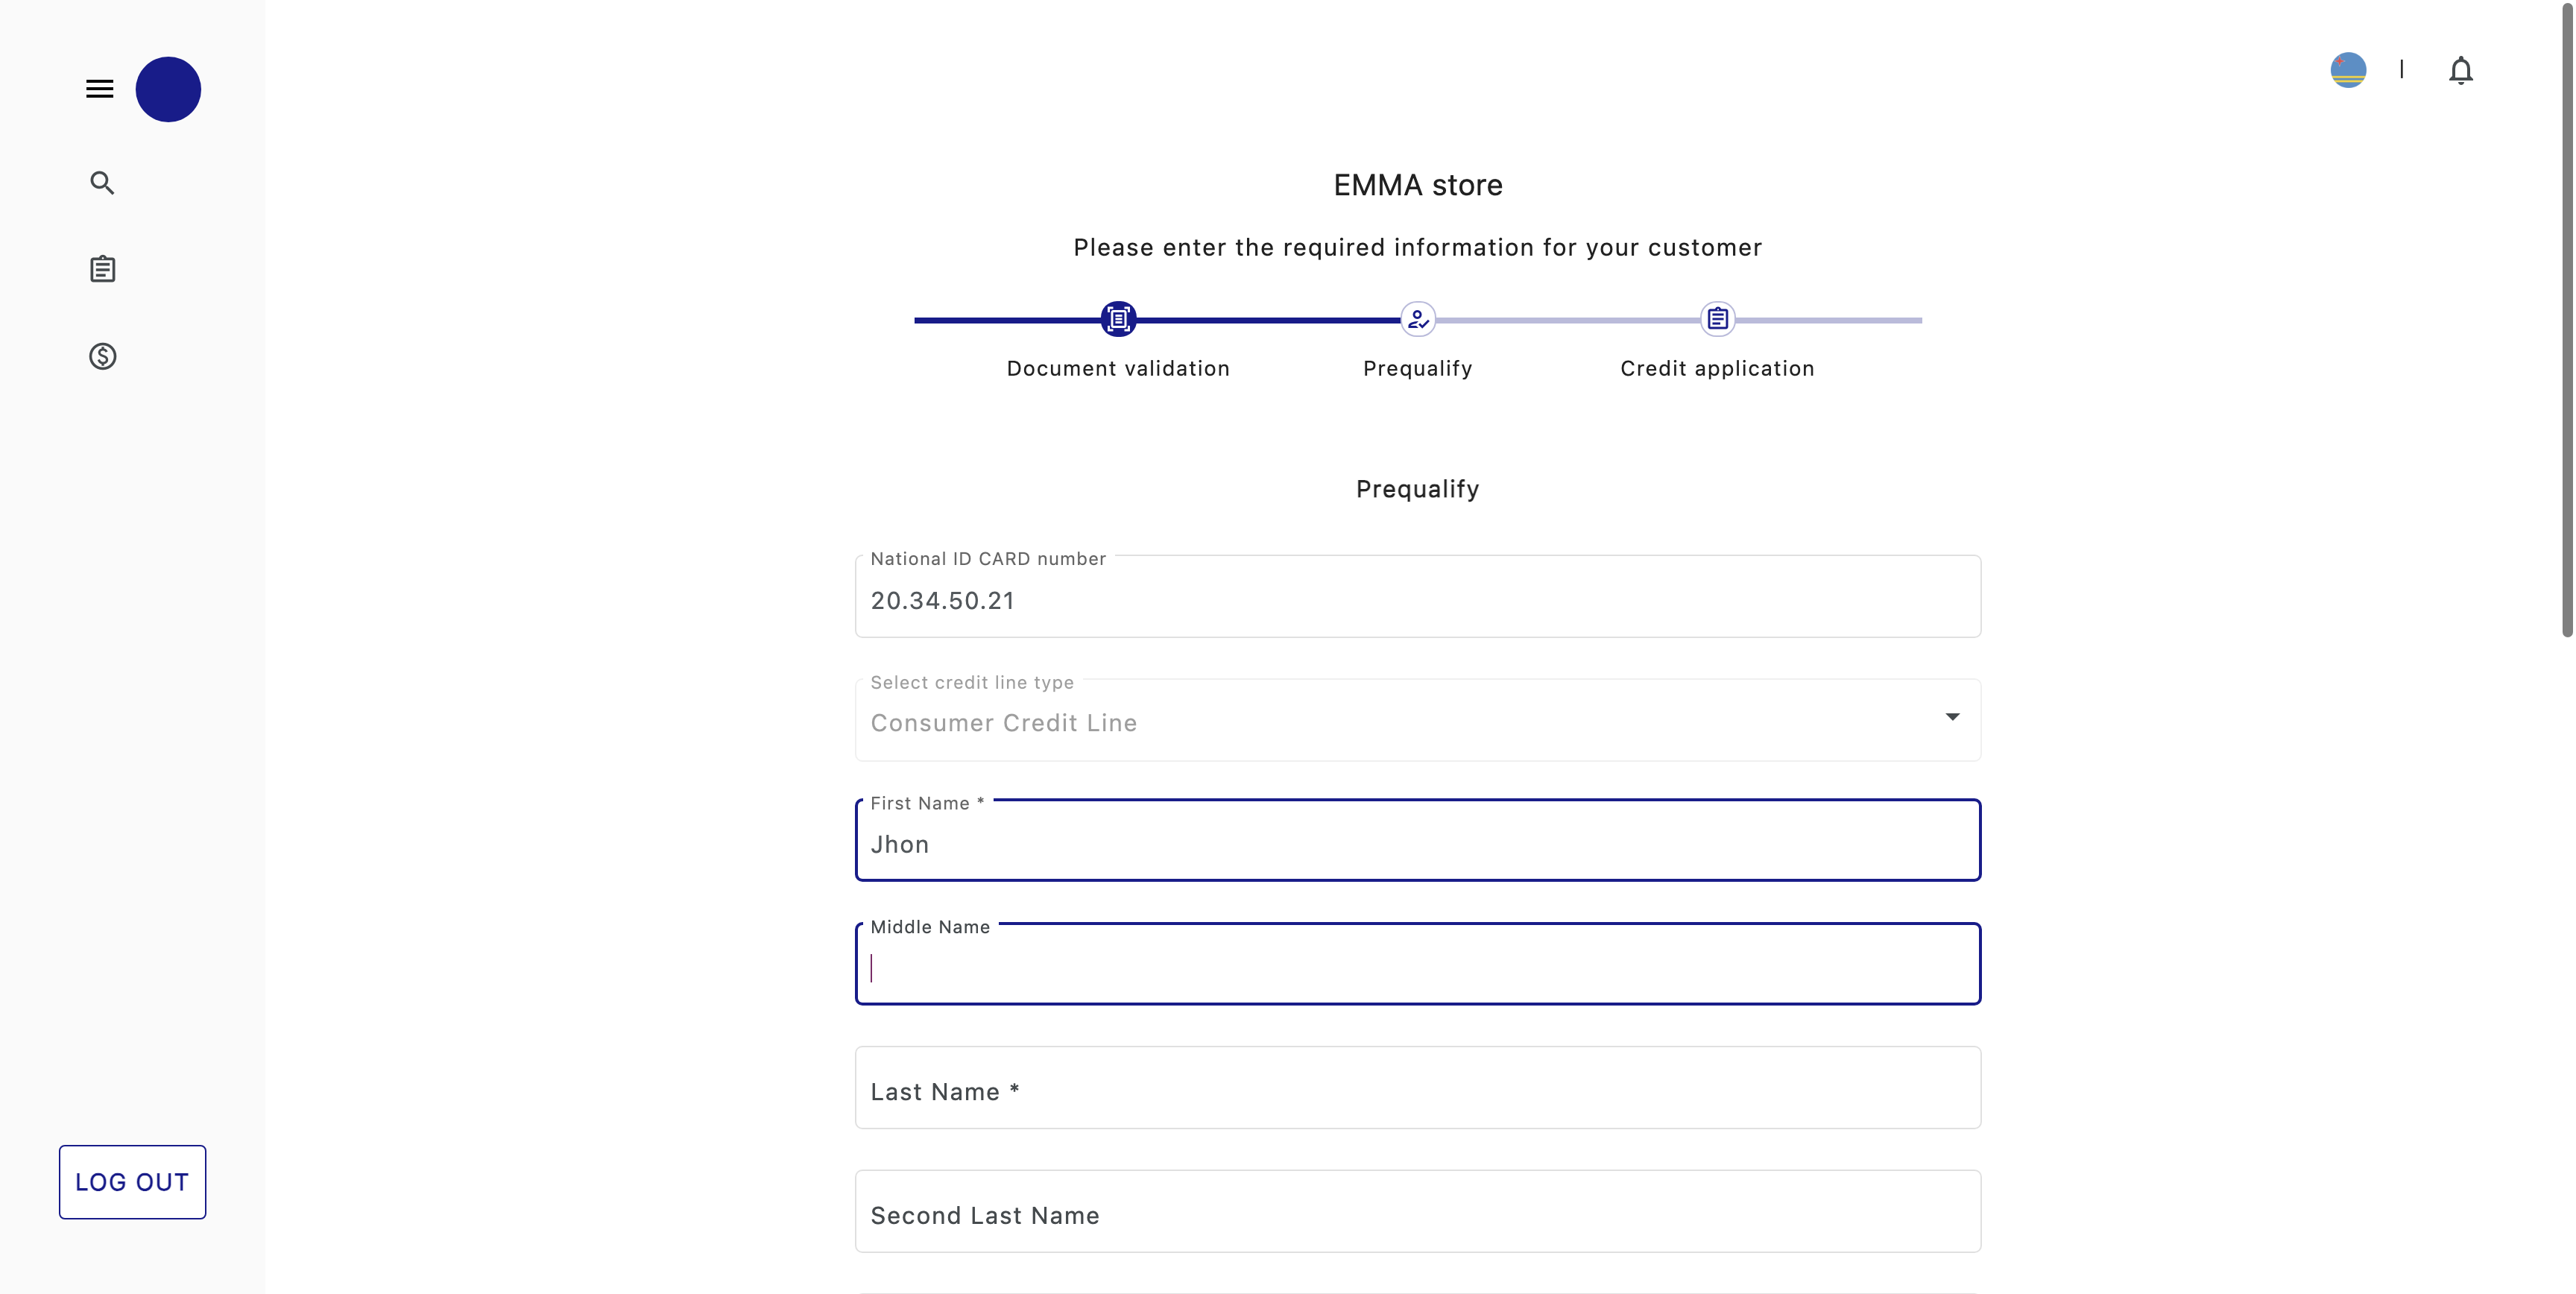 EMMA store
Please enter the required information for your customer
Document validation
Prequalify
Credit application
Prequalify
National ID CARD number
20.34.50.21
Select credit line type
Consumer Credit Line
First Name *
Jhon
Middle Name
Last Name *
Second Last Name
LOG OUT